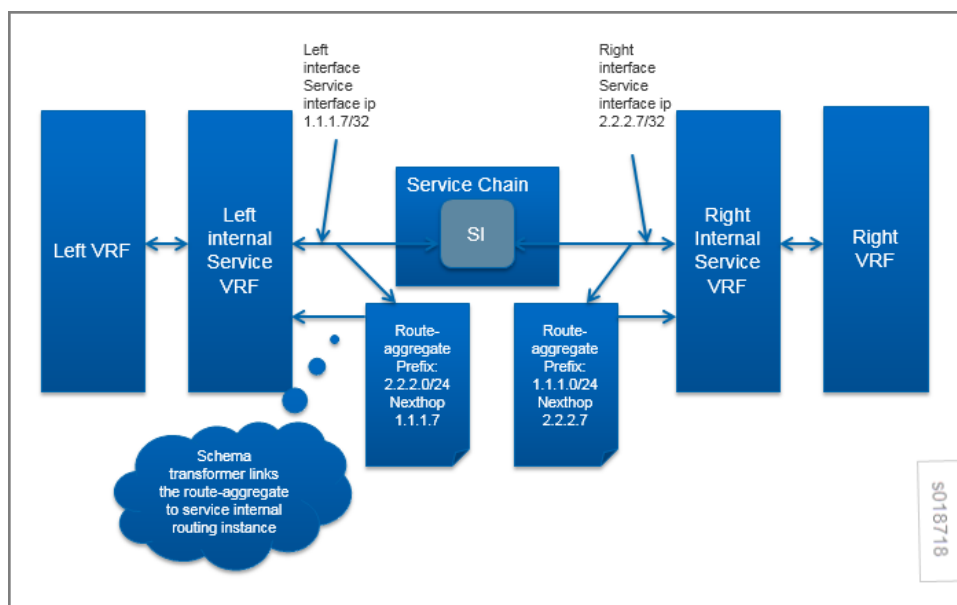 Left
interface
Service
interface ip
1.1.1.7/32
Right
interface
Service
interface ip
2.2.2.7/32
Left VRF
Left
internal
Service
VRF
Service Chain
SI
Right
Internal
Service
VRF
Right
VRF
Route-
aggregate
Prefix:
2.2.2.0/24
Nexthop
1.1.1.7
Route-
aggregate
Prefix:
1.1.1.0/24
Nexthop
2.2.2.7
Schema
transformer links
the route-aggregate
to service internal
routing instance
s018718